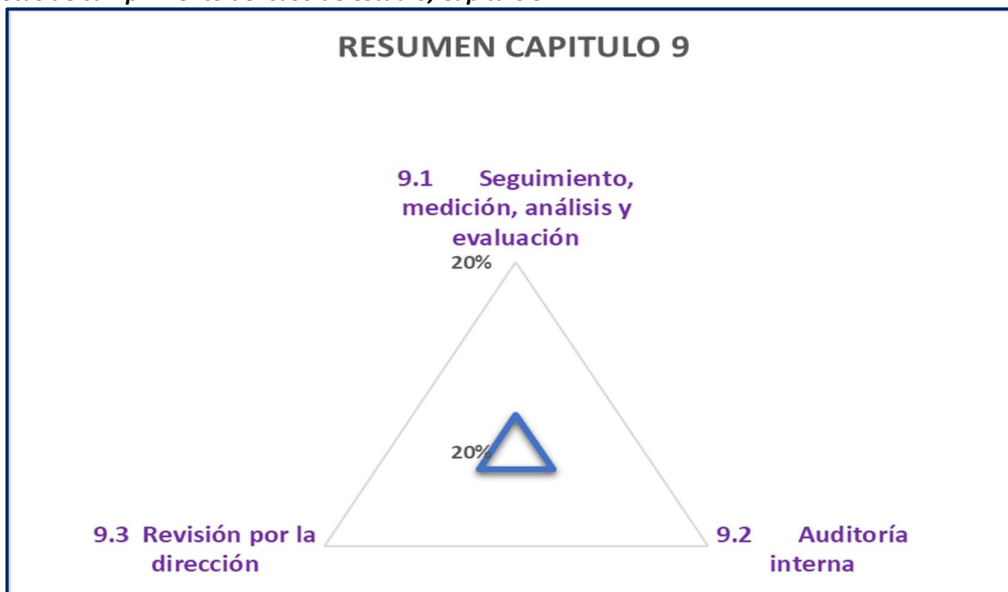 RESUMEN CAPITULO 9
9.1 Seguimiento,
medición, análisis y
evaluación
20%
20%
9.3 Revisión por la
dirección
9.2 Auditoría
interna